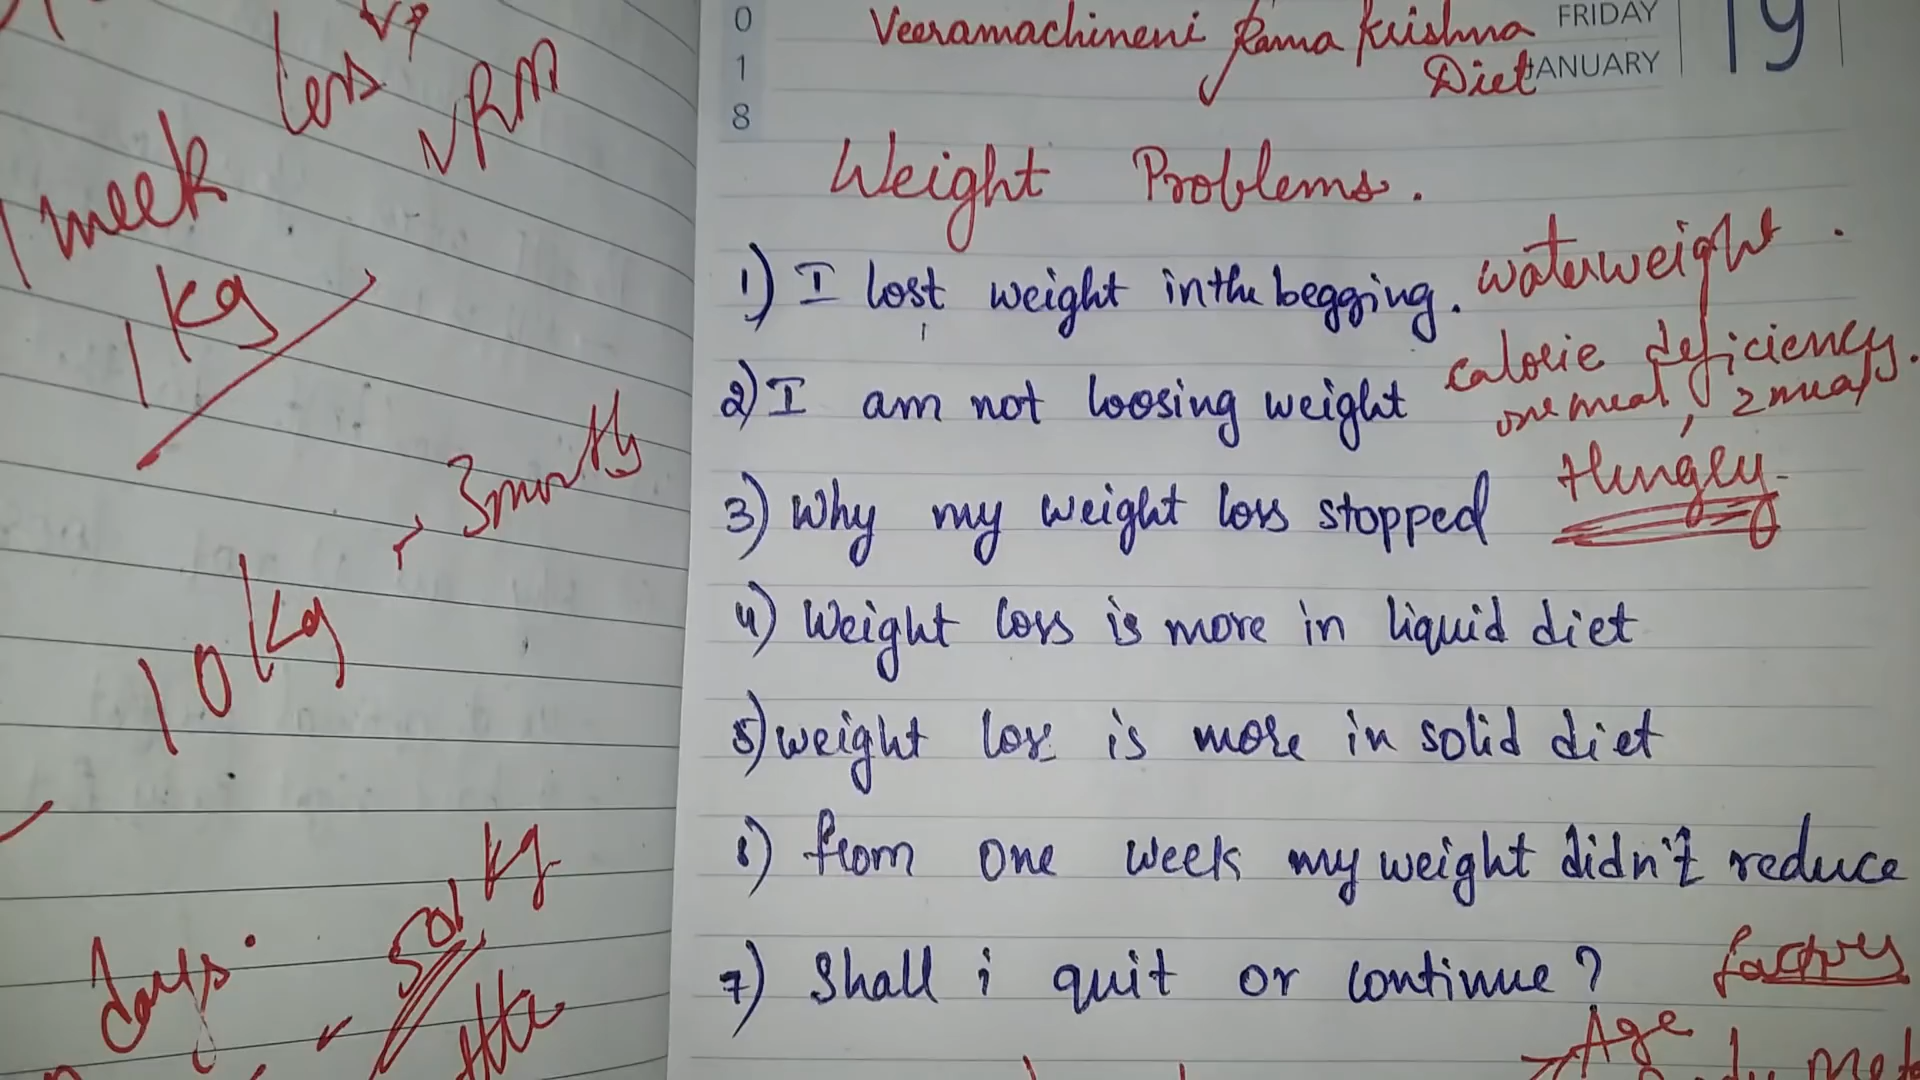 less
VRM
1 week
1 kg
3 months
10 kg
50 kg
days.
0
1
8
FRIDAY
JANUARY
19
Veeramachineni Rama Krishna
Diet
Weight Problems.
1) I lost weight in the begging. waterweight.
2) I am not loosing weight calorie deficiency.
one meal, 2 meals
3) Why my weight loss stopped Hungry
4) Weight loss is more in liquid diet
5) weight loss is more in solid diet
6) from one week my weight didn't reduce
7) Shall i quit or continue? factors
Age